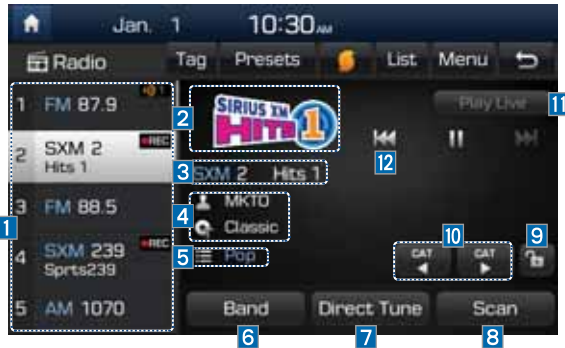 Jan. 1 10:30 AM
Radio Tag Presets List Menu
1 FM 87.9 1
2 SXM 2 REC
Hits 1
3 FM 88.5
4 SXM 239 REC
Sprts239
5 AM 1070
1
2 SIRIUS XM
HITS 1
Play Live 11
12
3 SXM 2 Hits 1
4 MKTO
Classic
5 Pop
10 9
CAT CAT
Band Direct Tune Scan
6 7 8